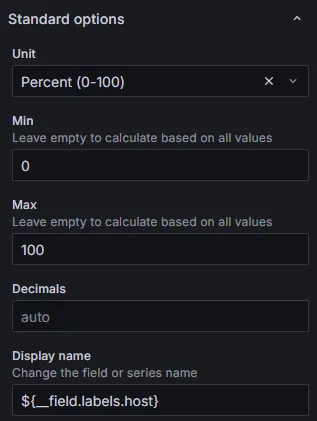 Standard options
Unit
Percent (0-100)
Min
Leave empty to calculate based on all values
0
Max
Leave empty to calculate based on all values
100
Decimals
auto
Display name
Change the field or series name
${__field.labels.host}